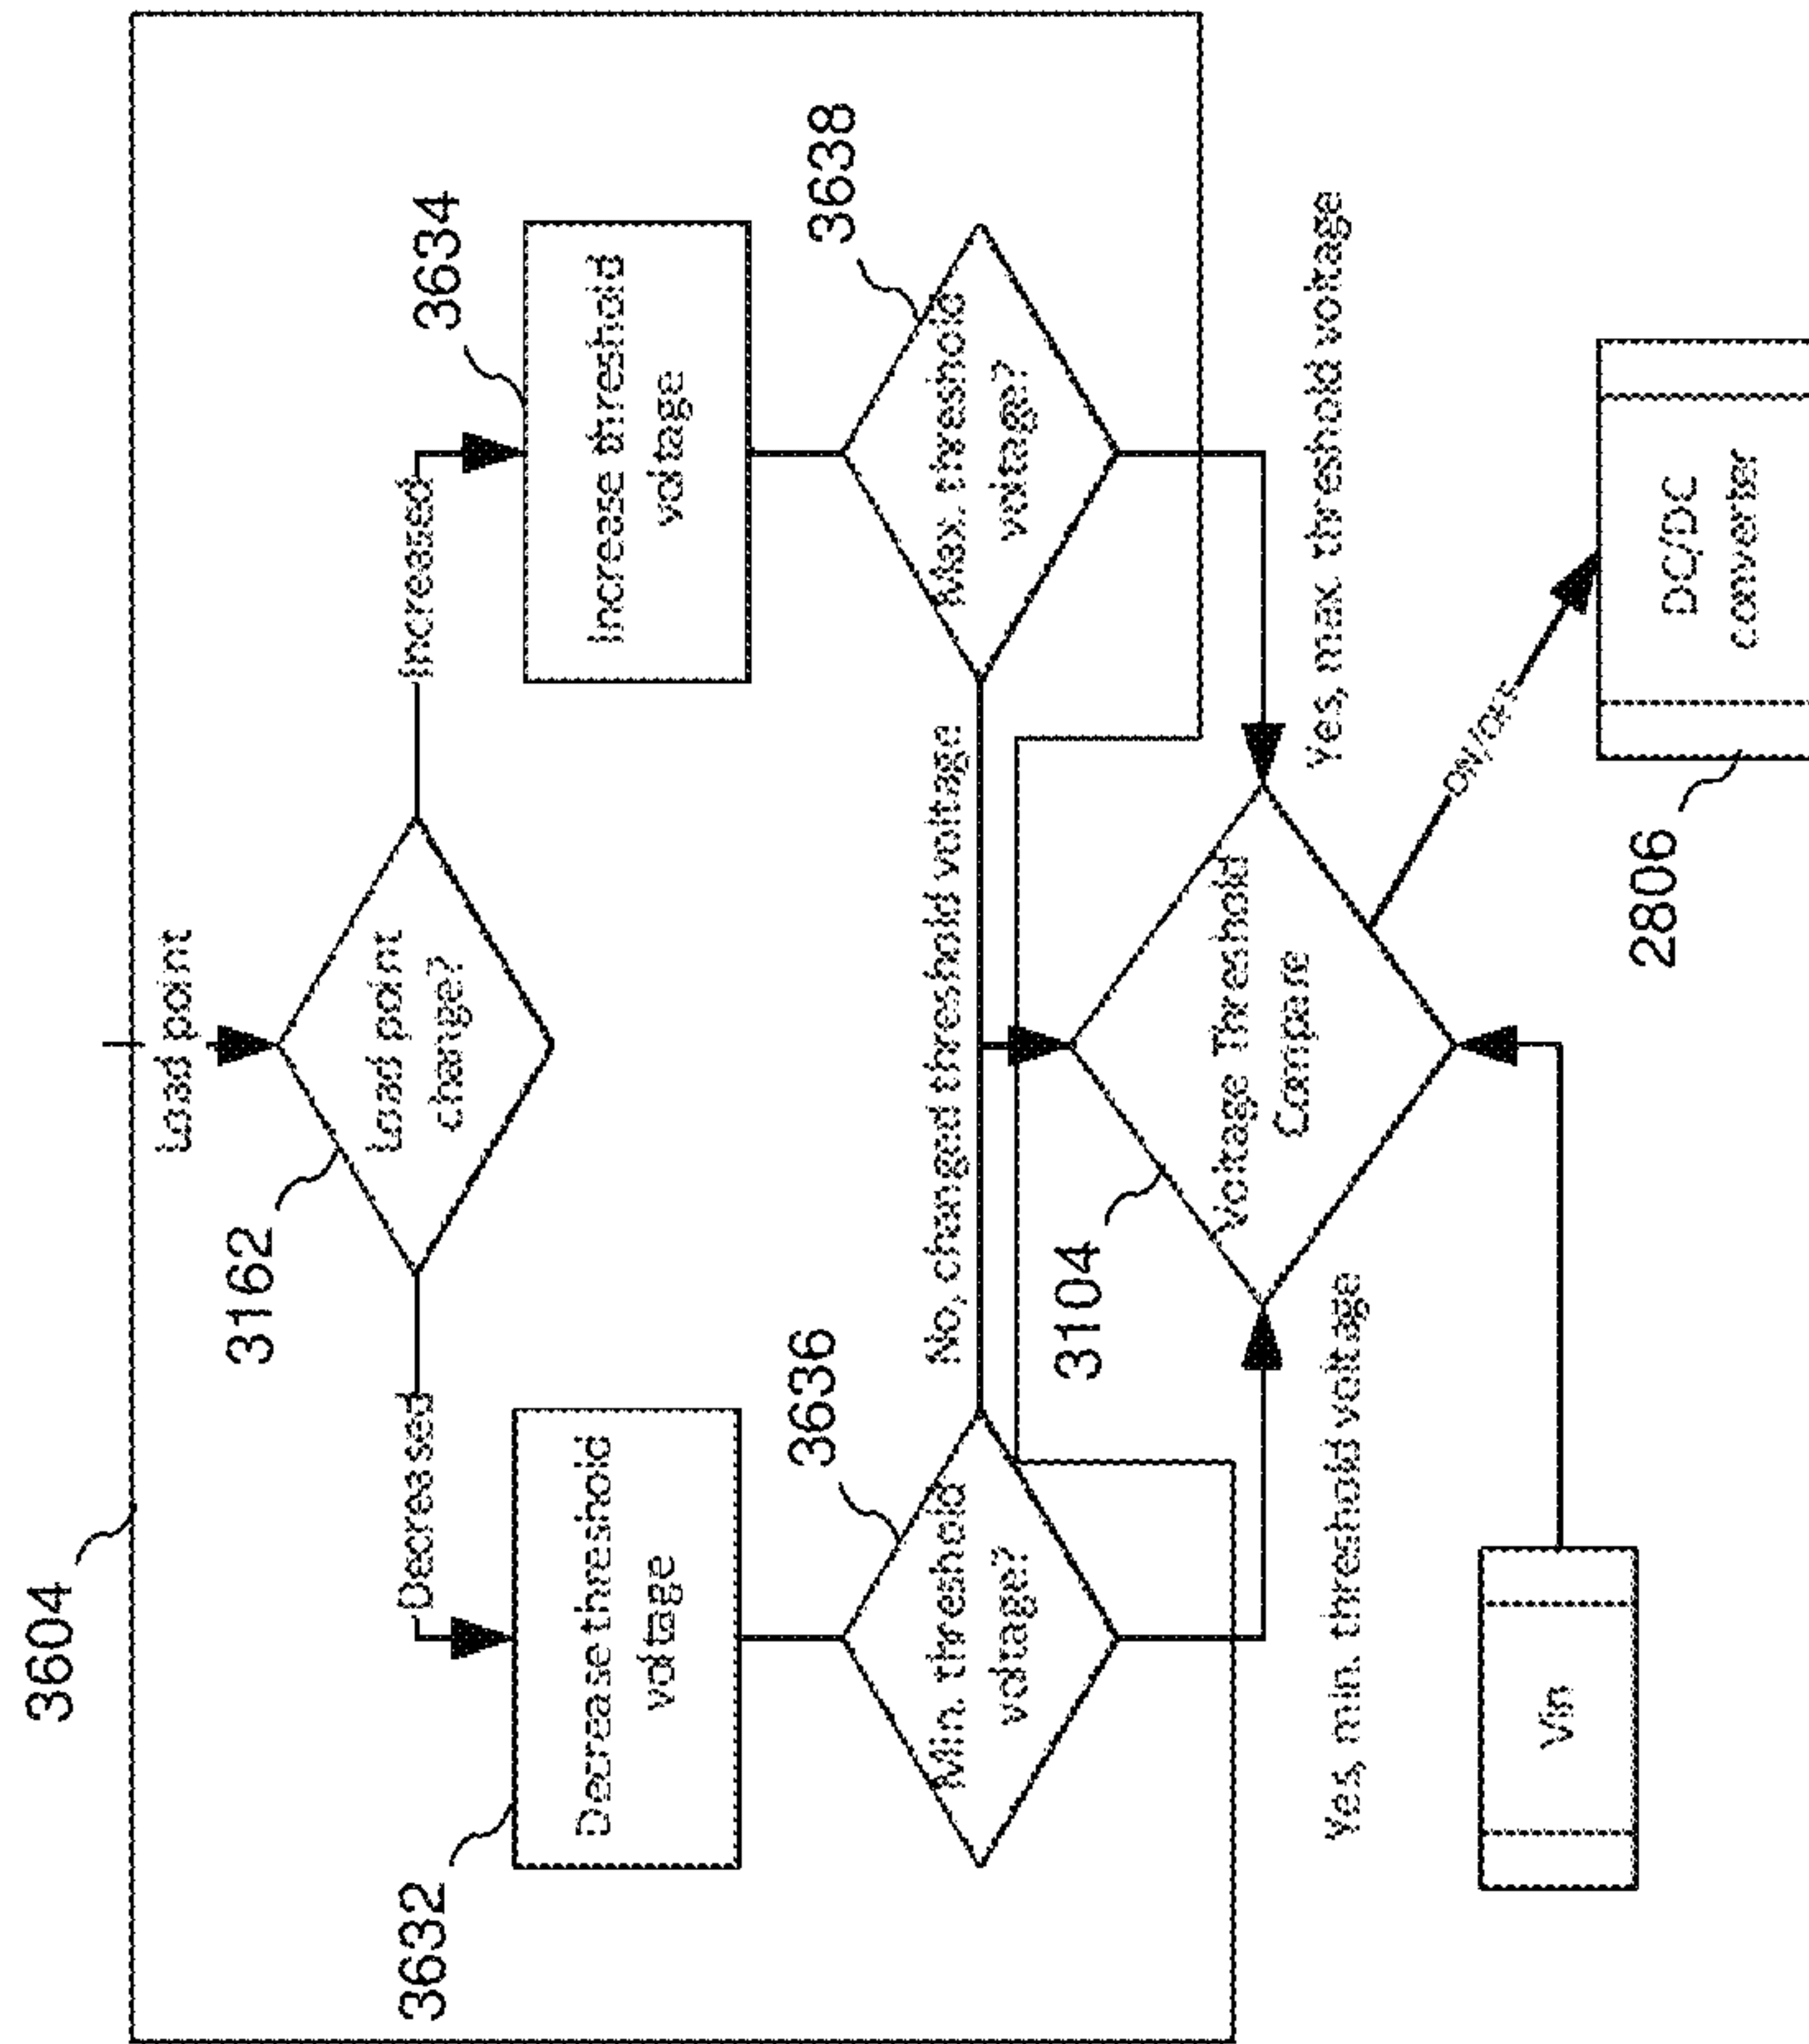 3604
Load point
3162
Load point
change?
Decreased
Increased
3632
Decrease threshold
voltage
3634
Increase threshold
voltage
3636
Min. threshold
voltage?
3638
Max. threshold
voltage?
No, changed threshold voltage
3104
Voltage Threshold
Compare
Yes, min. threshold voltage
Yes, max threshold voltage
Vin
ON/OFF
2806
DC/DC
converter